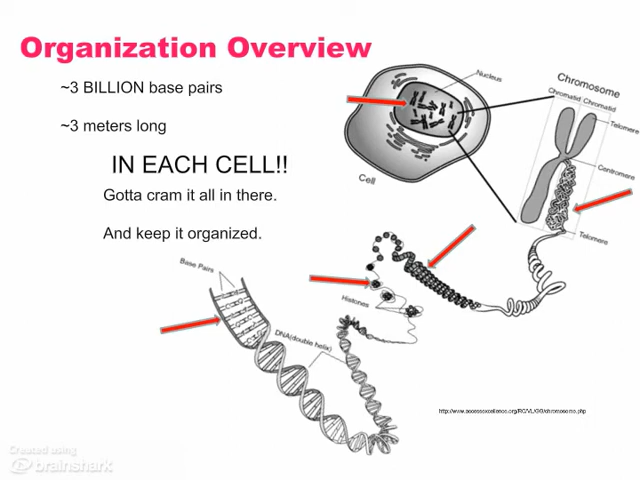 Organization Overview
~3 BILLION base pairs
~3 meters long
IN EACH CELL!!
Gotta cram it all in there.
And keep it organized.
Nucleus
Cell
Chromosome
Chromatid Chromatid
Telomere
Centromere
Telomere
Base Pairs
Histones
DNA(double helix)
Created using
brainshark